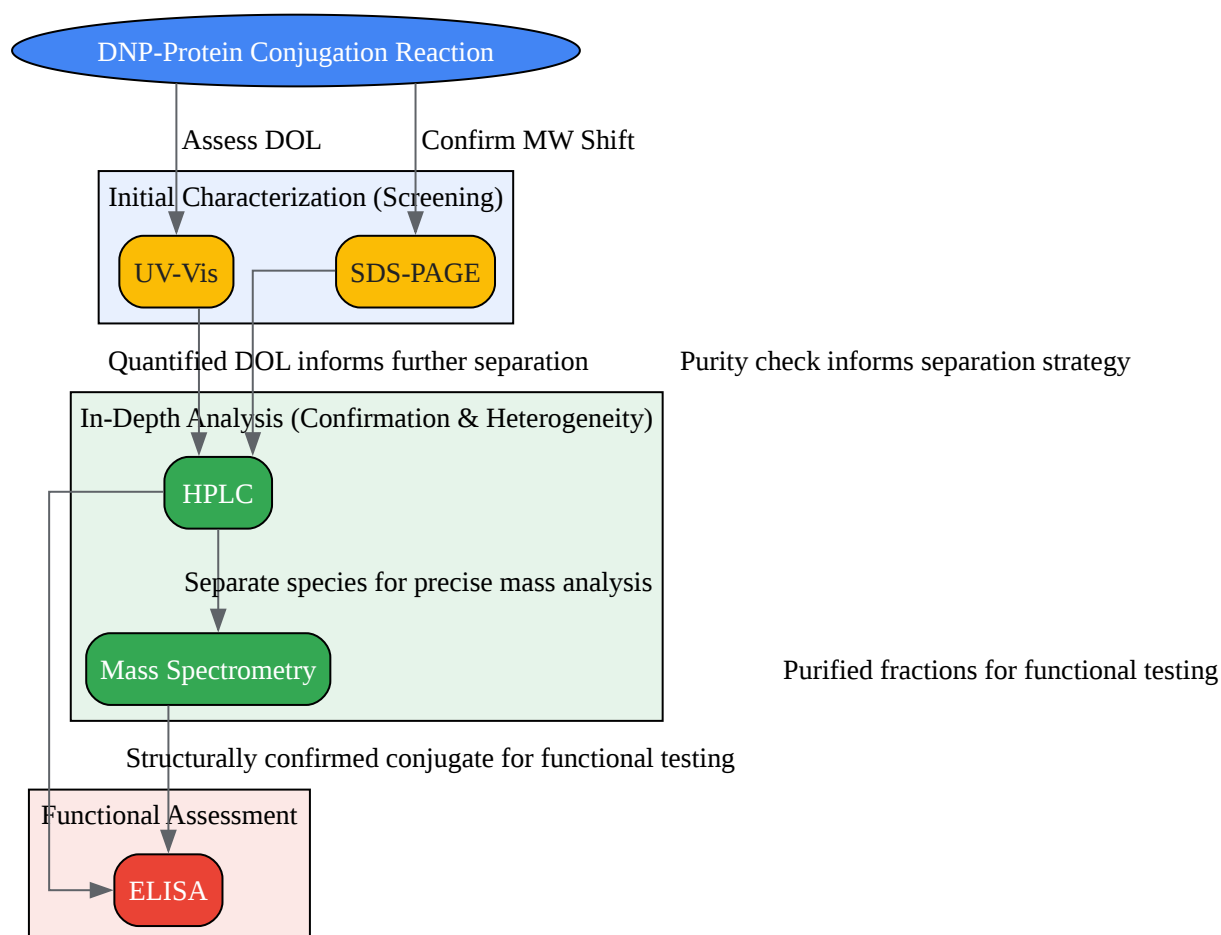 DNP-Protein Conjugation Reaction
Assess DOL
Confirm MW Shift
Initial Characterization (Screening)
UV-Vis
SDS-PAGE
Quantified DOL informs further separation
Purity check informs separation strategy
In-Depth Analysis (Confirmation & Heterogeneity)
HPLC
Separate species for precise mass analysis
Mass Spectrometry
Purified fractions for functional testing
Structurally confirmed conjugate for functional testing
Functional Assessment
ELISA